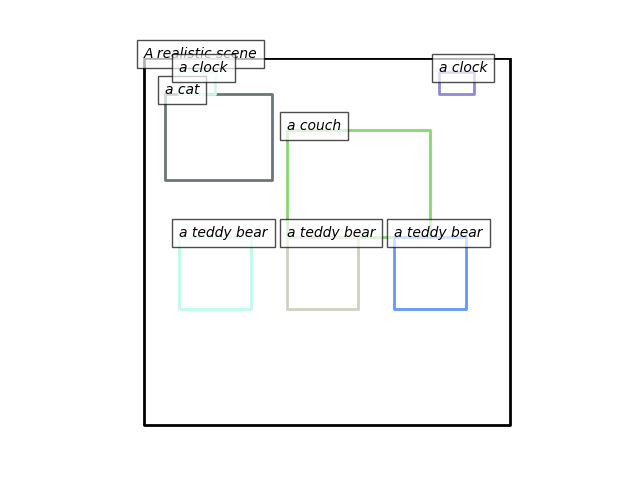 A realistic scene
a clock
a clock
a cat
a couch
a teddy bear
a teddy bear
a teddy bear